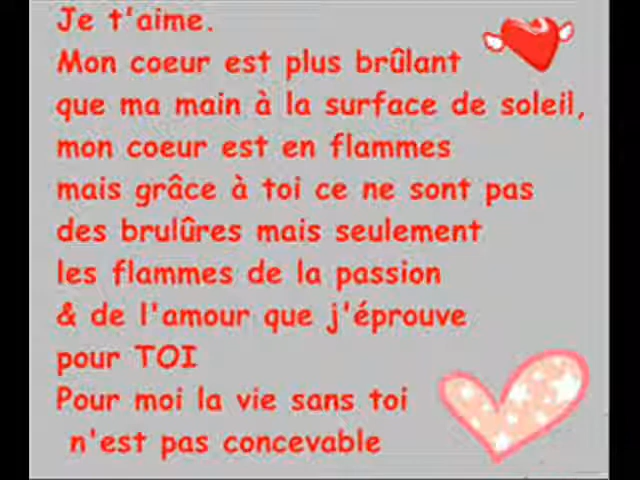 Je t'aime.
Mon coeur est plus brûlant
que ma main à la surface de soleil,
mon coeur est en flammes
mais grâce à toi ce ne sont pas
des brulûres mais seulement
les flammes de la passion
& de l'amour que j'éprouve
pour TOI
Pour moi la vie sans toi
n'est pas concevable